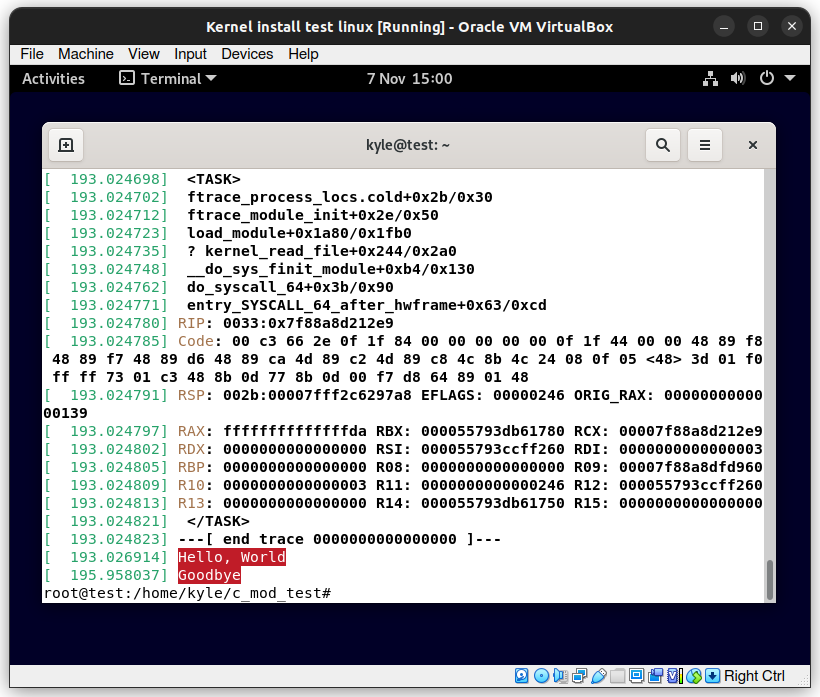 Kernel install test linux [Running] - Oracle VM VirtualBox
File Machine View Input Devices Help
Activities Terminal 7 Nov 15:00
kyle@test: ~
[  193.024698]  <TASK>
[  193.024702]  ftrace_process_locs.cold+0x2b/0x30
[  193.024712]  ftrace_module_init+0x2e/0x50
[  193.024723]  load_module+0x1a80/0x1fb0
[  193.024735]  ? kernel_read_file+0x244/0x2a0
[  193.024748]  __do_sys_finit_module+0xb4/0x130
[  193.024762]  do_syscall_64+0x3b/0x90
[  193.024771]  entry_SYSCALL_64_after_hwframe+0x63/0xcd
[  193.024780] RIP: 0033:0x7f88a8d212e9
[  193.024785] Code: 00 c3 66 2e 0f 1f 84 00 00 00 00 00 0f 1f 44 00 00 48 89 f8
 48 89 f7 48 89 d6 48 89 ca 4d 89 c2 4d 89 c8 4c 8b 4c 24 08 0f 05 <48> 3d 01 f0
 ff ff 73 01 c3 48 8b 0d 77 8b 0d 00 f7 d8 64 89 01 48
[  193.024791] RSP: 002b:00007fff2c6297a8 EFLAGS: 00000246 ORIG_RAX: 00000000000
00139
[  193.024797] RAX: ffffffffffffffda RBX: 000055793db61780 RCX: 00007f88a8d212e9
[  193.024802] RDX: 0000000000000000 RSI: 000055793ccff260 RDI: 0000000000000003
[  193.024805] RBP: 0000000000000000 R08: 0000000000000000 R09: 00007f88a8dfd960
[  193.024809] R10: 0000000000000003 R11: 0000000000000246 R12: 000055793ccff260
[  193.024813] R13: 0000000000000000 R14: 000055793db61750 R15: 0000000000000000
[  193.024821]  </TASK>
[  193.024823] ---[ end trace 0000000000000000 ]---
[  193.026914] Hello, World
[  195.958037] Goodbye
root@test:/home/kyle/c_mod_test#
Right Ctrl